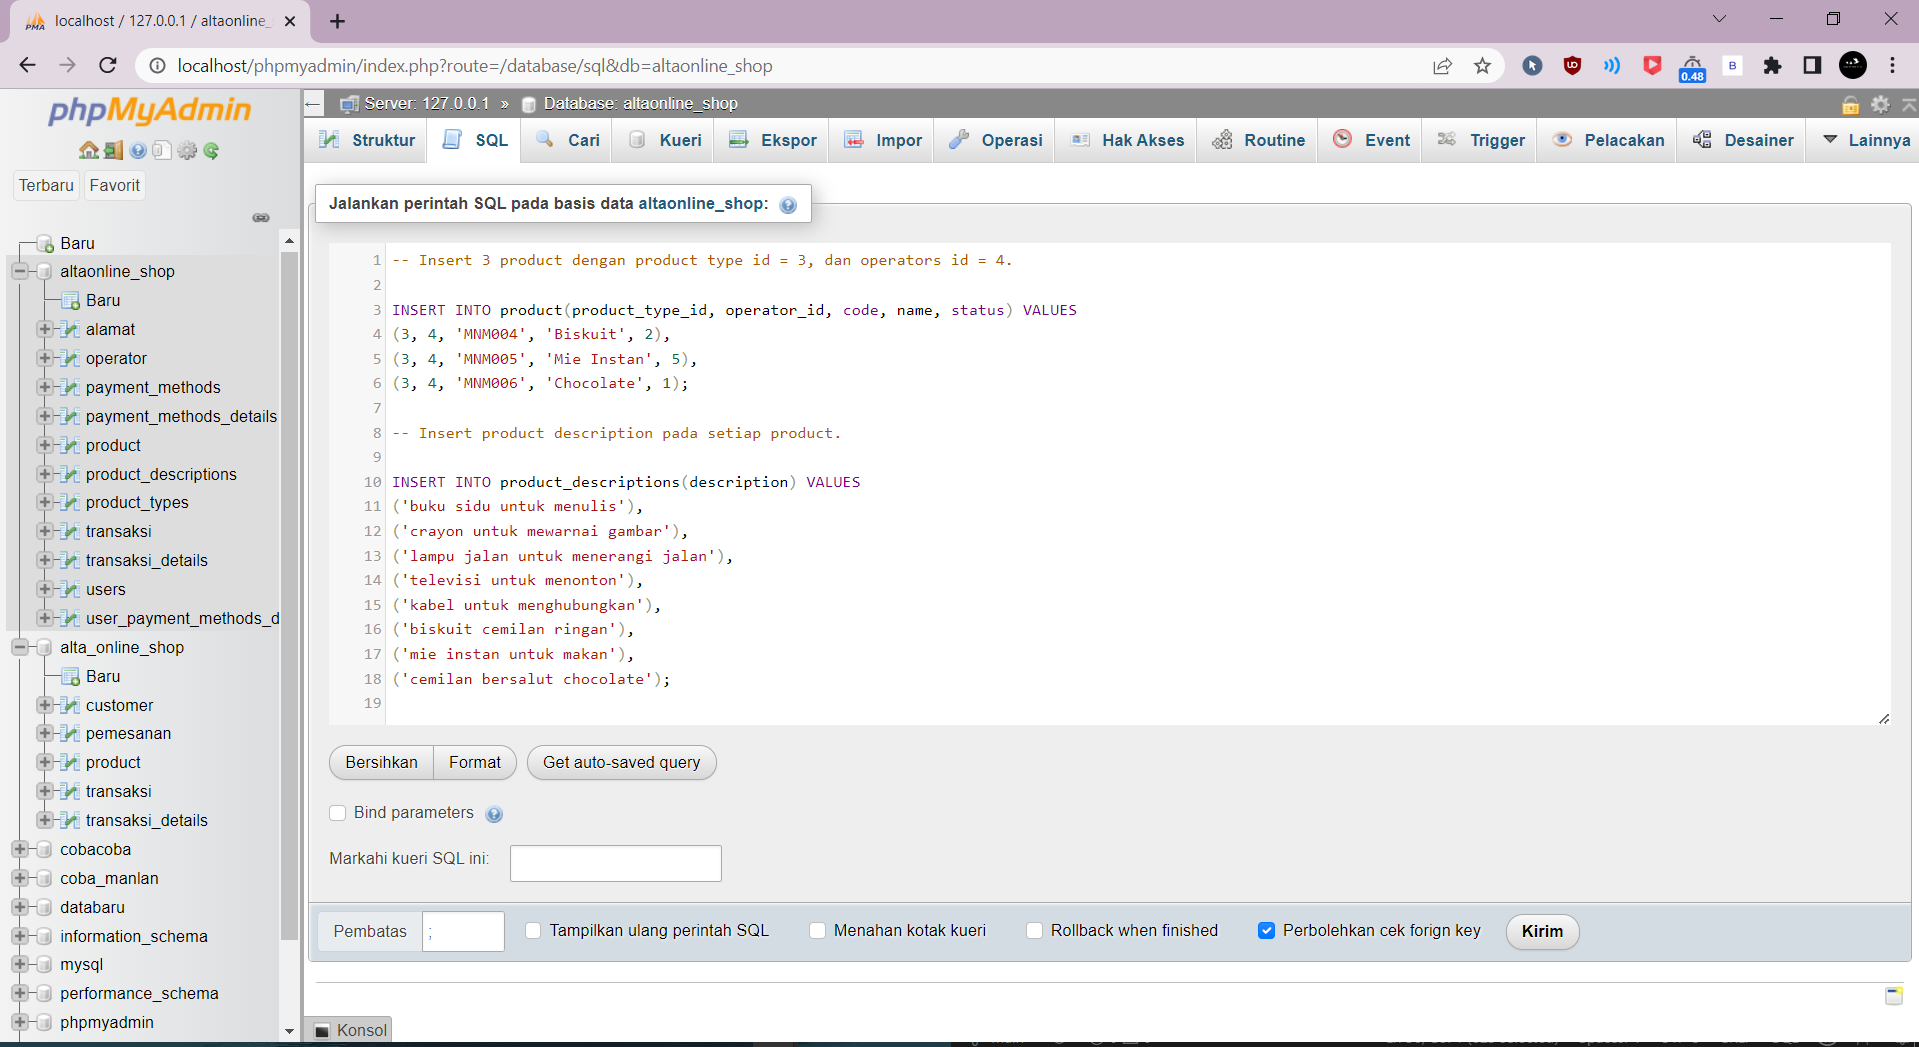 localhost / 127.0.0.1 / altaonline_
localhost/phpmyadmin/index.php?route=/database/sql&db=altaonline_shop
0.48
B
phpMyAdmin
Terbaru Favorit
Baru
altaonline_shop
Baru
alamat
operator
payment_methods
payment_methods_details
product
product_descriptions
product_types
transaksi
transaksi_details
users
user_payment_methods_d
alta_online_shop
Baru
customer
pemesanan
product
transaksi
transaksi_details
cobacoba
coba_manlan
databaru
information_schema
mysql
performance_schema
phpmyadmin
Server: 127.0.0.1 » Database: altaonline_shop
Struktur SQL Cari Kueri Ekspor Impor Operasi Hak Akses Routine Event Trigger Pelacakan Desainer Lainnya
Jalankan perintah SQL pada basis data altaonline_shop:
1 -- Insert 3 product dengan product type id = 3, dan operators id = 4.
2
3 INSERT INTO product(product_type_id, operator_id, code, name, status) VALUES
4 (3, 4, 'MNM004', 'Biskuit', 2),
5 (3, 4, 'MNM005', 'Mie Instan', 5),
6 (3, 4, 'MNM006', 'Chocolate', 1);
7
8 -- Insert product description pada setiap product.
9
10 INSERT INTO product_descriptions(description) VALUES
11 ('buku sidu untuk menulis'),
12 ('crayon untuk mewarnai gambar'),
13 ('lampu jalan untuk menerangi jalan'),
14 ('televisi untuk menonton'),
15 ('kabel untuk menghubungkan'),
16 ('biskuit cemilan ringan'),
17 ('mie instan untuk makan'),
18 ('cemilan bersalut chocolate');
19
Bersihkan Format Get auto-saved query
Bind parameters
Markahi kueri SQL ini:
Pembatas ; Tampilkan ulang perintah SQL Menahan kotak kueri Rollback when finished Perbolehkan cek forign key Kirim
Konsol